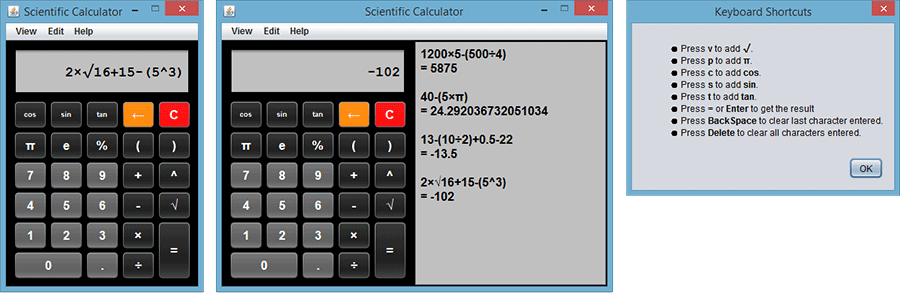 Scientific Calculator
View Edit Help
2×√16+15-(5^3)
cos sin tan ← C
π e % ( )
7 8 9 + ^
4 5 6 - √
1 2 3 ×
=
0 . ÷
Scientific Calculator
View Edit Help
-102
cos sin tan ← C
π e % ( )
7 8 9 + ^
4 5 6 - √
1 2 3 ×
=
0 . ÷
1200×5-(500÷4)
= 5875
40-(5×π)
= 24.292036732051034
13-(10÷2)+0.5-22
= -13.5
2×√16+15-(5^3)
= -102
Keyboard Shortcuts
● Press v to add √.
● Press p to add π.
● Press c to add cos.
● Press s to add sin.
● Press t to add tan.
● Press = or Enter to get the result
● Press BackSpace to clear last character entered.
● Press Delete to clear all characters entered.
OK